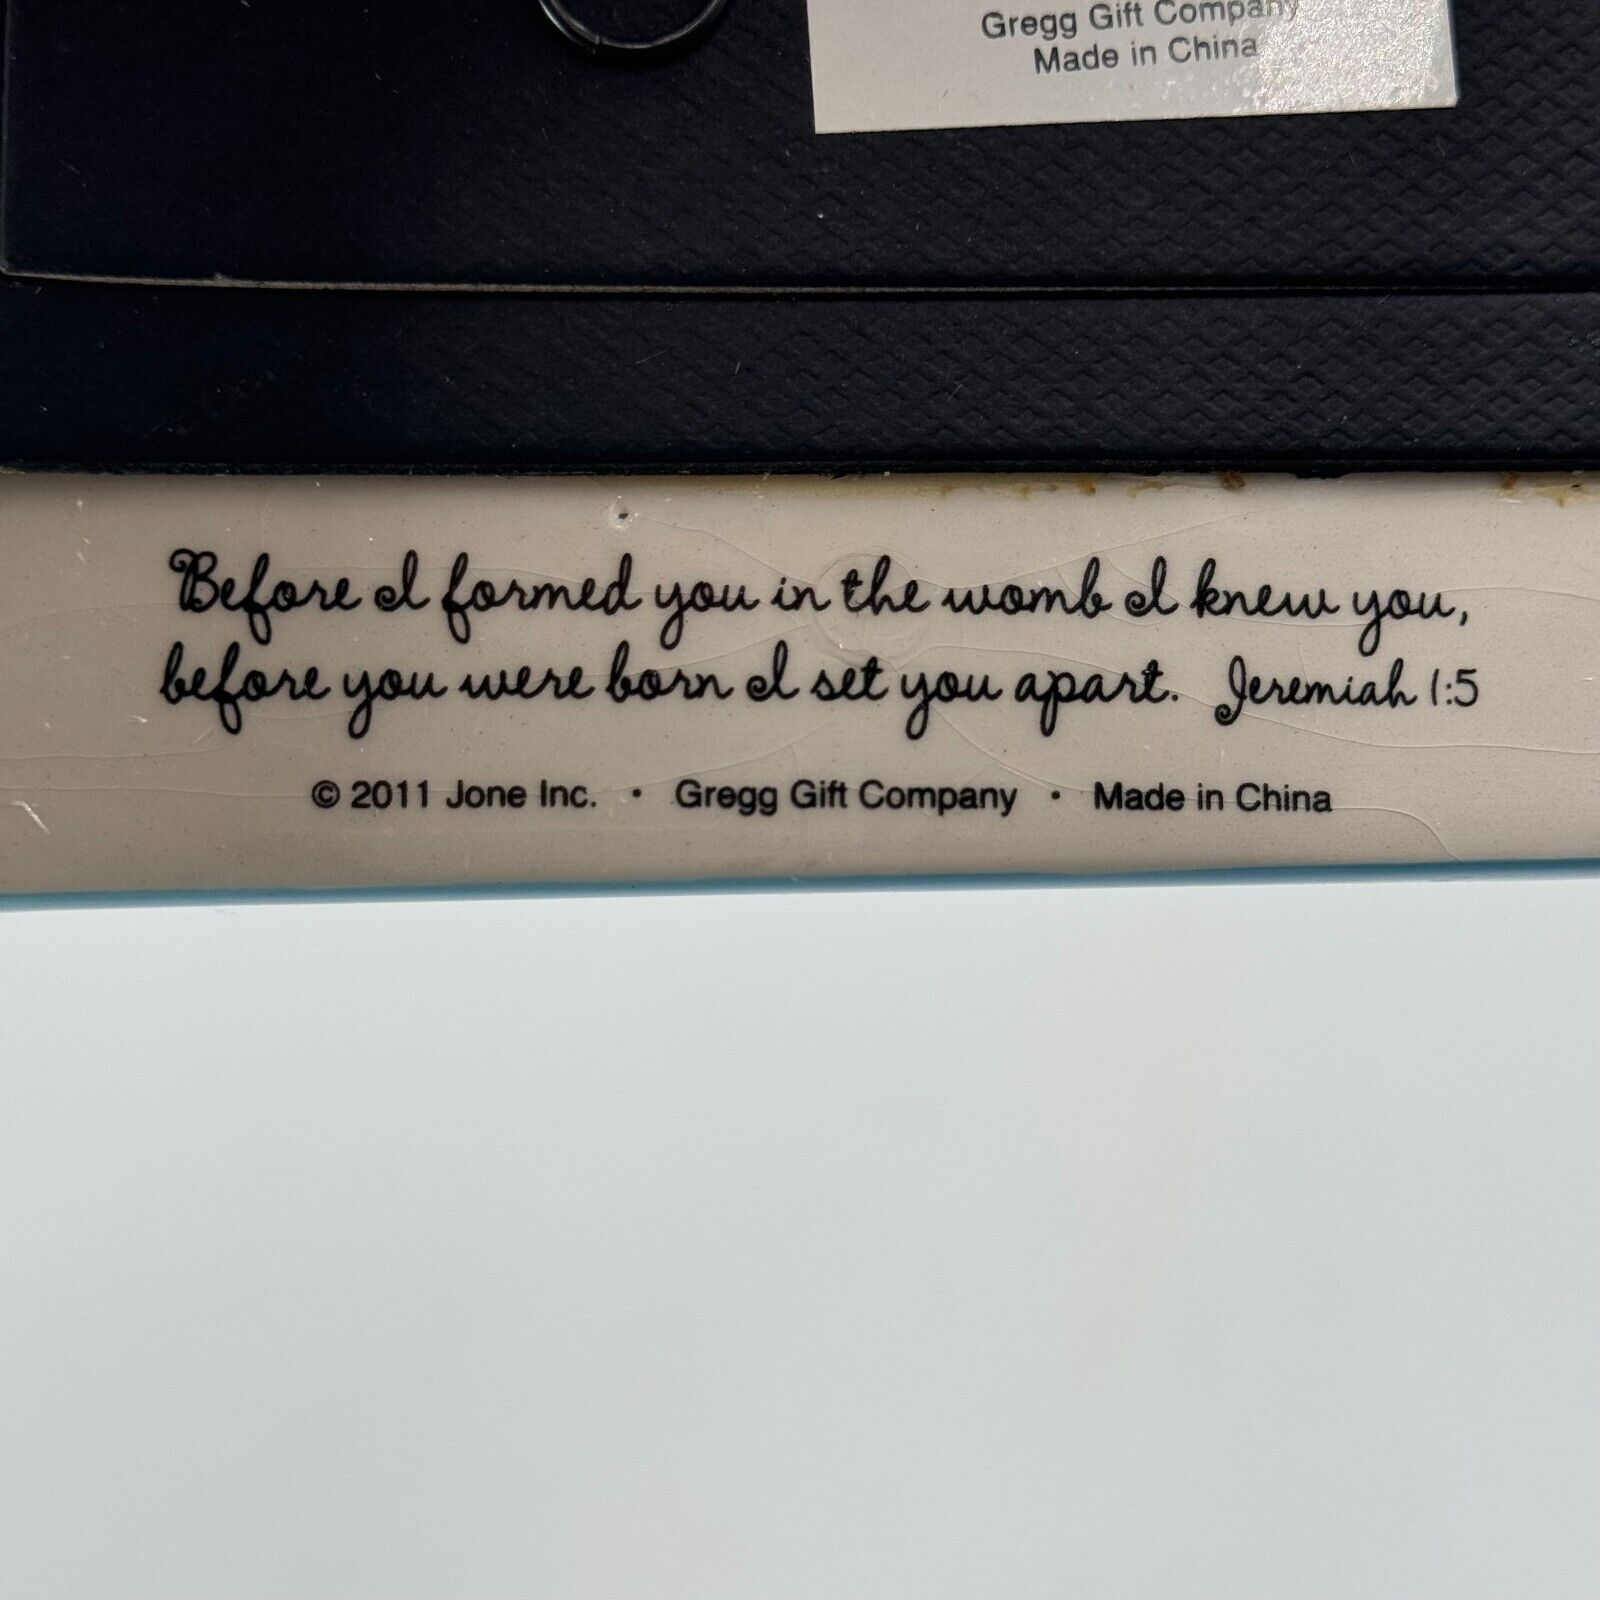 Gregg Gift Company
Made in China
Before I formed you in the womb I knew you,
before you were born I set you apart. Jeremiah 1:5
© 2011 Jone Inc. • Gregg Gift Company • Made in China